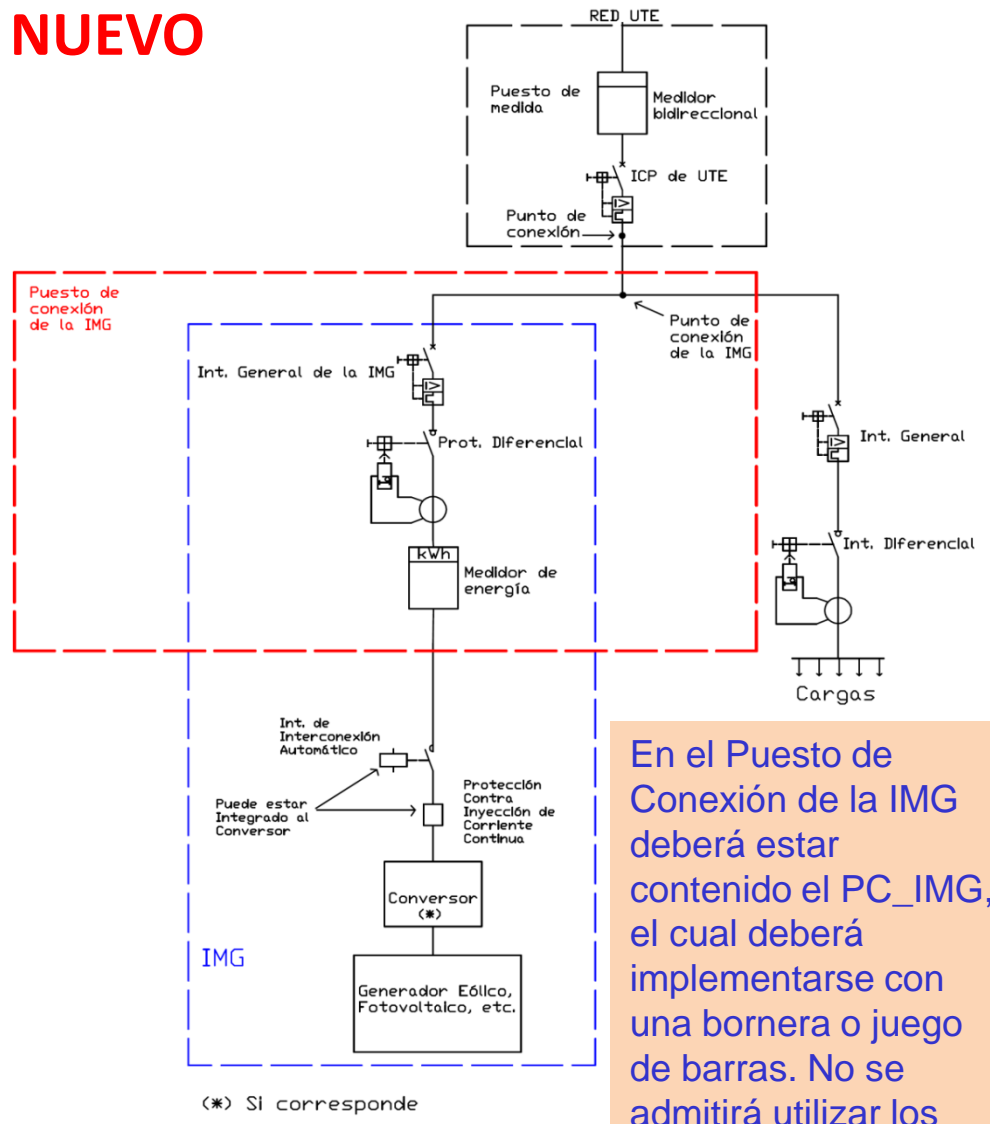 NUEVO
RED UTE
Puesto de
medida
Medidor
bidireccional
ICP de UTE
Punto de
conexión
Puesto de
conexión
de la IMG
Punto de
conexión
de la IMG
Int. General de la IMG
Prot. Diferencial
kWh
Medidor de
energía
Int. General
Int. Diferencial
Cargas
Int. de
Interconexión
Automático
Puede estar
Integrado al
Conversor
Protección
Contra
Inyección de
Corriente
Continua
Conversor
(*)
IMG
Generador Eólico,
Fotovoltaico, etc.
(*) Si corresponde
En el Puesto de
Conexión de la IMG
deberá estar
contenido el PC_IMG,
el cual deberá
implementarse con
una bornera o juego
de barras. No se
admitirá utilizar los